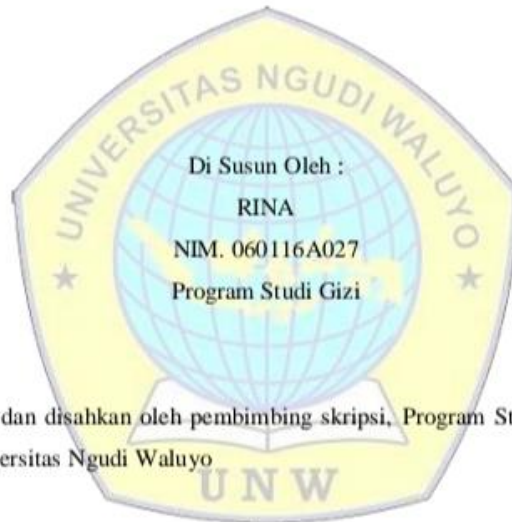 UNIVERSITAS NGUDI WALUYO
Di Susun Oleh :
RINA
NIM. 060116A027
Program Studi Gizi
dan disahkan oleh pembimbing skripsi, Program
Ngudi Waluyo
UNW